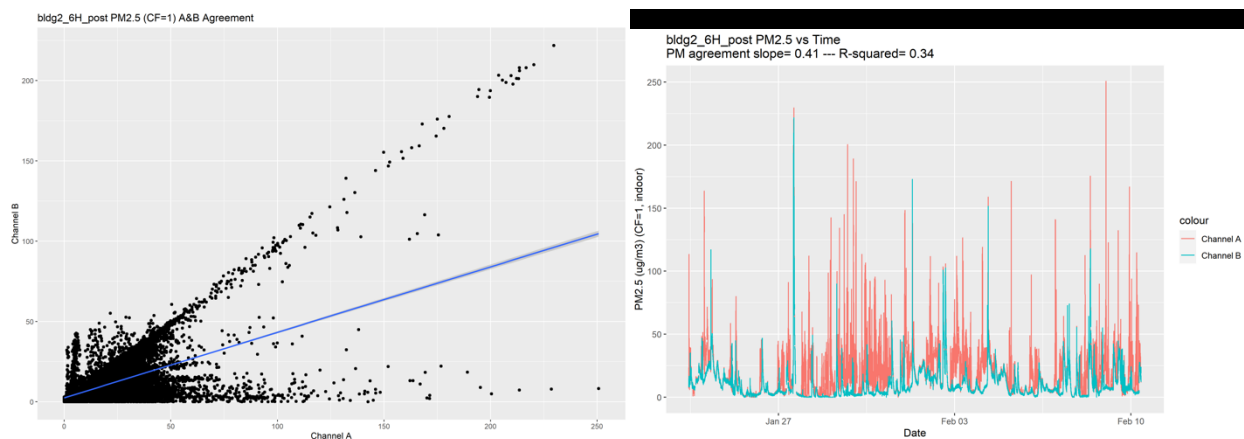 bldg2_6H_post PM2.5 (CF=1) A&B Agreement
Channel B
200
150
100
50
0
0
50
100
150
200
250
Channel A
bldg2_6H_post PM2.5 vs Time
PM agreement slope= 0.41 --- R-squared= 0.34
PM2.5 (ug/m3) (CF=1, indoor)
250
200
150
100
50
0
Jan 27
Feb 03
Feb 10
Date
colour
Channel A
Channel B